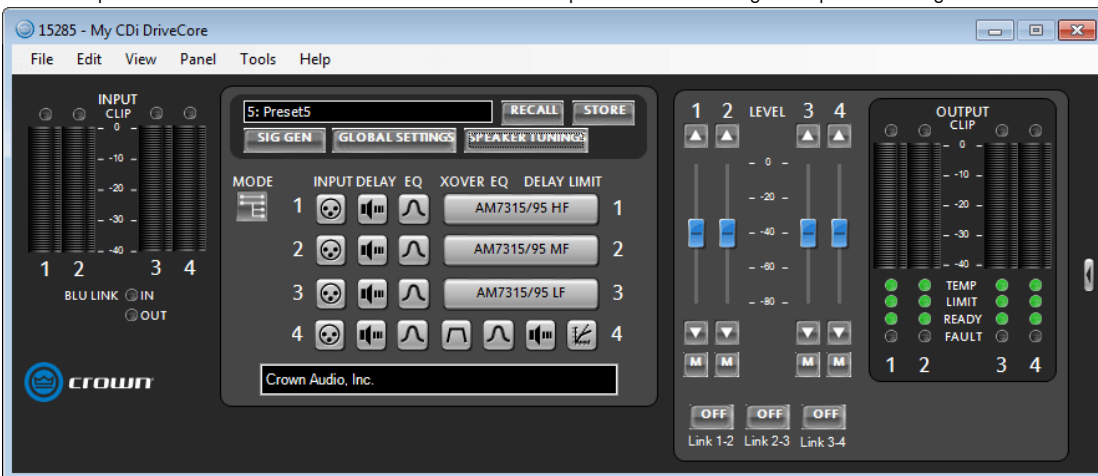 15285 - My CDi DriveCore
File Edit View Panel Tools Help
INPUT
CLIP
- 0 -
- -10 -
- -20 -
- -30 -
- -40 -
1 2 3 4
BLU LINK IN
OUT
crown
5: Preset5 RECALL STORE
SIG GEN GLOBAL SETTINGS SPEAKER TUNINGS
MODE INPUT DELAY EQ XOVER EQ DELAY LIMIT
1 AM7315/95 HF 1
2 AM7315/95 MF 2
3 AM7315/95 LF 3
4 4
Crown Audio, Inc.
1 2 LEVEL 3 4
- 0 -
- -20 -
- -40 -
- -60 -
- -80 -
M M M M
OFF OFF OFF
Link 1-2 Link 2-3 Link 3-4
OUTPUT
CLIP
- 0 -
- -10 -
- -20 -
- -30 -
- -40 -
TEMP
LIMIT
READY
FAULT
1 2 3 4